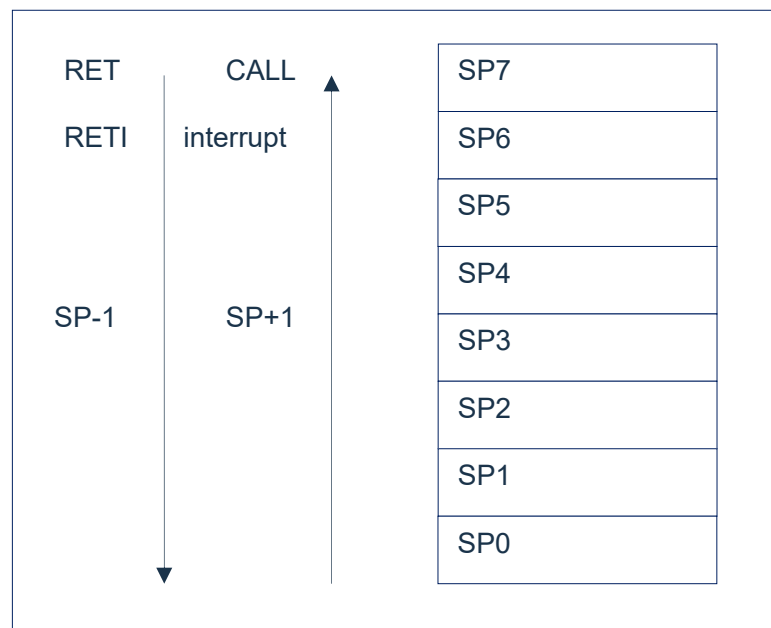 RET CALL SP7
RETI interrupt SP6
SP5
SP4
SP-1 SP+1
SP3
SP2
SP1
SP0